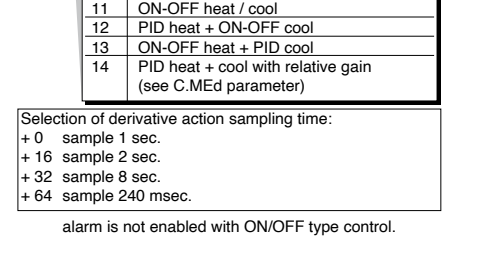 11 ON-OFF heat / cool
12 PID heat + ON-OFF cool
13 ON-OFF heat + PID cool
14 PID heat + cool with relative gain
(see C.MEd parameter)
Selection of derivative action sampling time:
+ 0 sample 1 sec.
+ 16 sample 2 sec.
+ 32 sample 8 sec.
+ 64 sample 240 msec.
alarm is not enabled with ON/OFF type control.